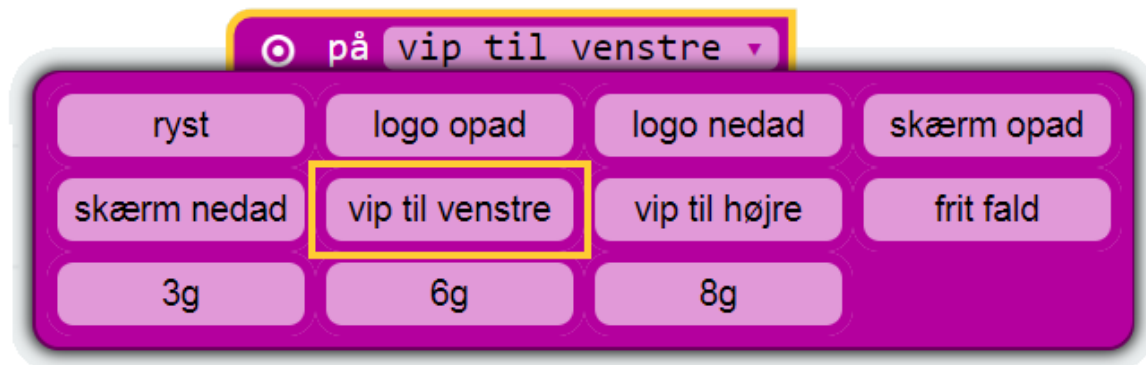 på vip til venstre
ryst logo opad logo nedad skærm opad
skærm nedad vip til venstre vip til højre frit fald
3g 6g 8g